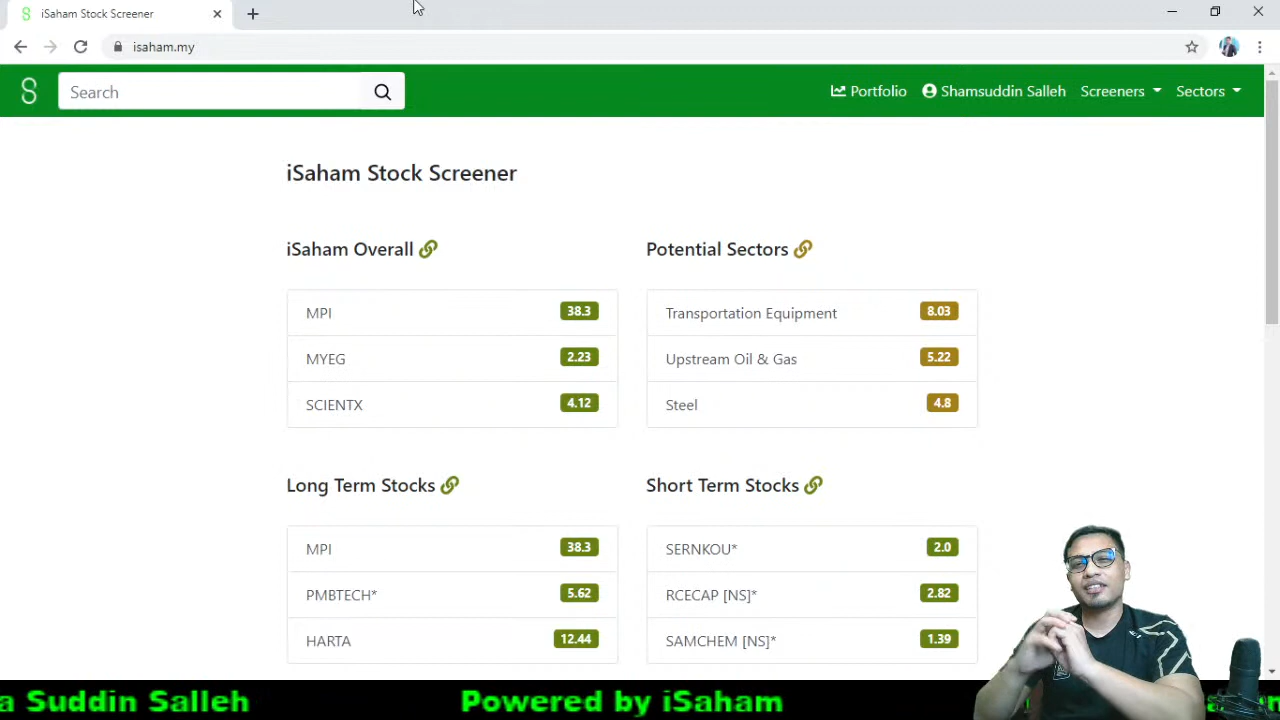 iSaham Stock Screener
isaham.my
Search
Portfolio
Shamsuddin Salleh
Screeners
Sectors
iSaham Stock Screener
iSaham Overall
MPI 38.3
MYEG 2.23
SCIENTX 4.12
Potential Sectors
Transportation Equipment 8.03
Upstream Oil & Gas 5.22
Steel 4.8
Long Term Stocks
MPI 38.3
PMBTECH* 5.62
HARTA 12.44
Short Term Stocks
SERNKOU* 2.0
RCECAP [NS]* 2.82
SAMCHEM [NS]* 1.39
a Suddin Salleh Powered by iSaham